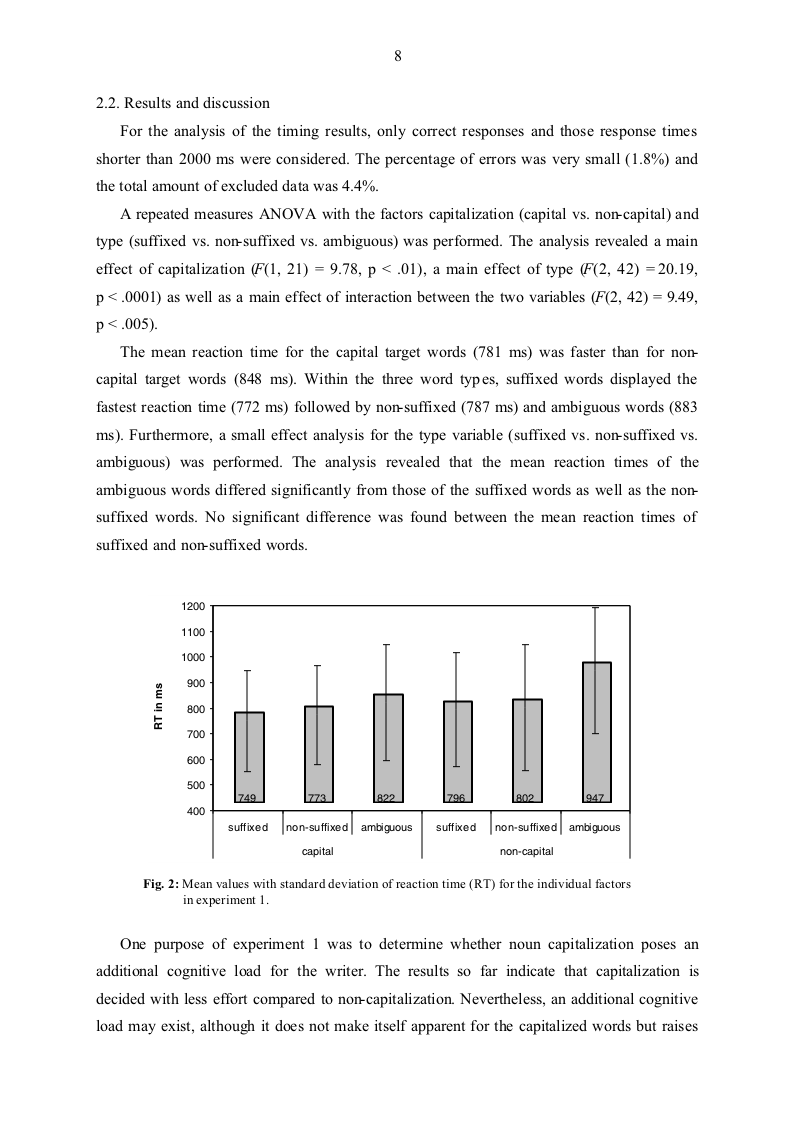 8
2.2. Results and discussion
For the analysis of the timing results, only correct responses and those response times
shorter than 2000 ms were considered. The percentage of errors was very small (1.8%) and
the total amount of excluded data was 4.4%.
A repeated measures ANOVA with the factors capitalization (capital vs. non-capital) and
type (suffixed vs. non-suffixed vs. ambiguous) was performed. The analysis revealed a main
effect of capitalization (F(1, 21) = 9.78, p < .01), a main effect of type (F(2, 42) = 20.19,
p < .0001) as well as a main effect of interaction between the two variables (F(2, 42) = 9.49,
p < .005).
The mean reaction time for the capital target words (781 ms) was faster than for non-
capital target words (848 ms). Within the three word types, suffixed words displayed the
fastest reaction time (772 ms) followed by non-suffixed (787 ms) and ambiguous words (883
ms). Furthermore, a small effect analysis for the type variable (suffixed vs. non-suffixed vs.
ambiguous) was performed. The analysis revealed that the mean reaction times of the
ambiguous words differed significantly from those of the suffixed words as well as the non-
suffixed words. No significant difference was found between the mean reaction times of
suffixed and non-suffixed words.
1200
1100
1000
900
800
700
600
500
400
RT in ms
749 773 822 796 802 947
suffixed non-suffixed ambiguous suffixed non-suffixed ambiguous
capital non-capital
Fig. 2: Mean values with standard deviation of reaction time (RT) for the individual factors
in experiment 1.
One purpose of experiment 1 was to determine whether noun capitalization poses an
additional cognitive load for the writer. The results so far indicate that capitalization is
decided with less effort compared to non-capitalization. Nevertheless, an additional cognitive
load may exist, although it does not make itself apparent for the capitalized words but raises